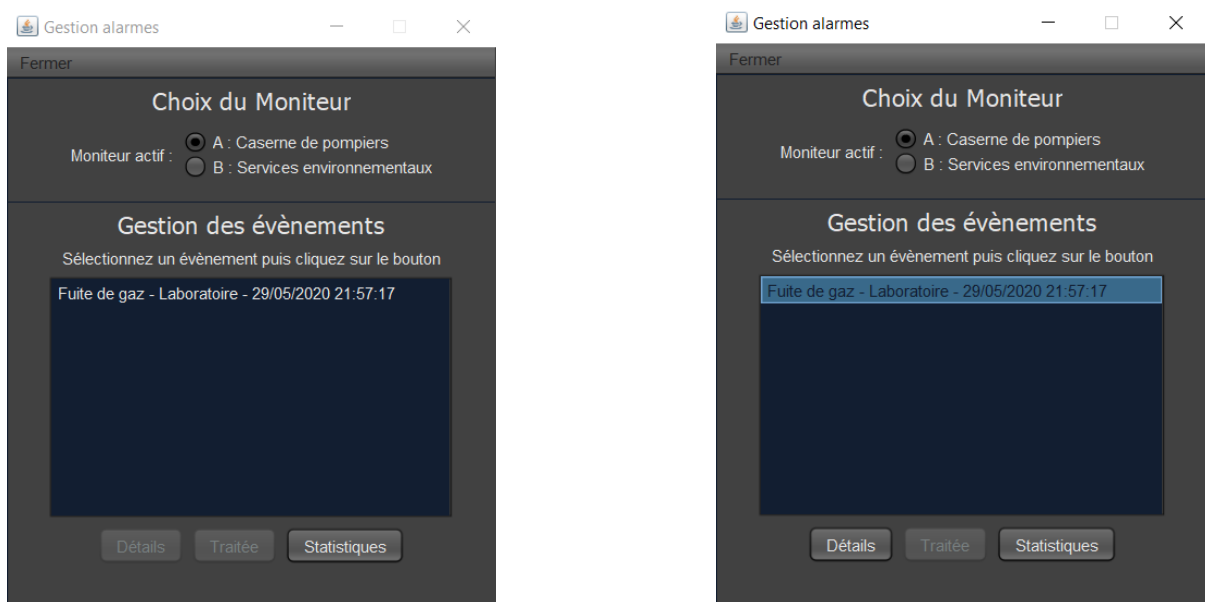 Gestion alarmes
Fermer
Choix du Moniteur
Moniteur actif :
A : Caserne de pompiers
B : Services environnementaux
Gestion des évènements
Sélectionnez un évènement puis cliquez sur le bouton
Fuite de gaz - Laboratoire - 29/05/2020 21:57:17
Détails Traitée Statistiques
Gestion alarmes
Fermer
Choix du Moniteur
Moniteur actif :
A : Caserne de pompiers
B : Services environnementaux
Gestion des évènements
Sélectionnez un évènement puis cliquez sur le bouton
Fuite de gaz - Laboratoire - 29/05/2020 21:57:17
Détails Traitée Statistiques